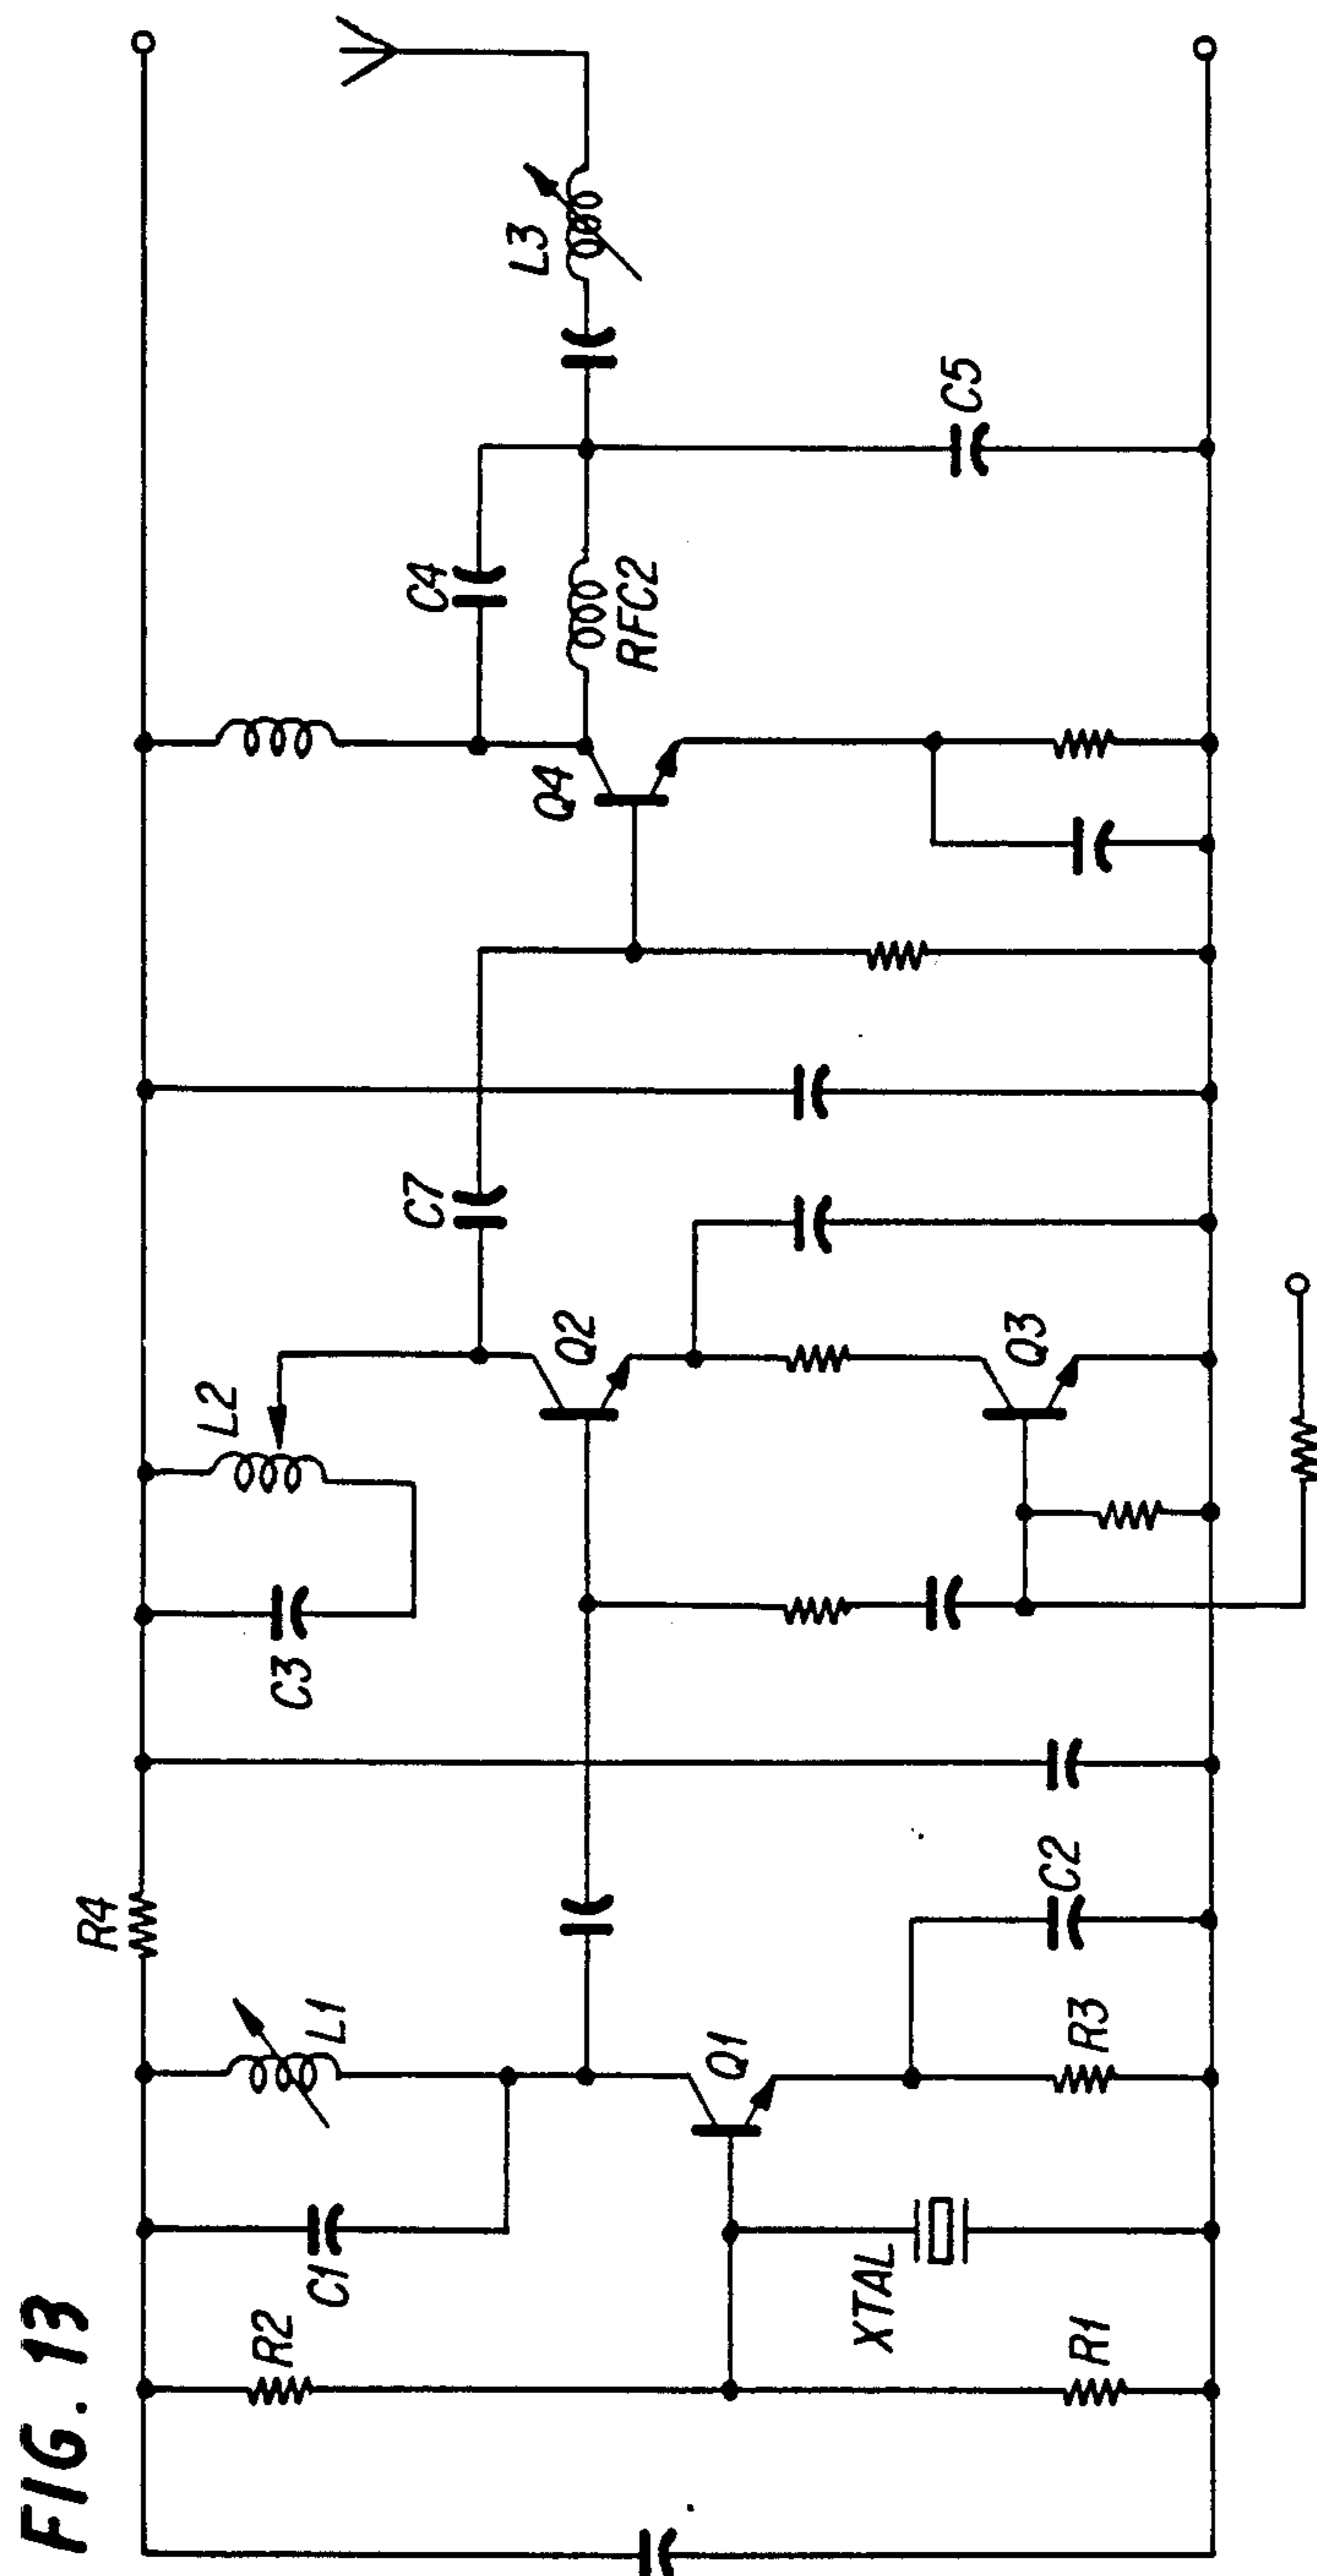 FIG. 13
R4
L1
C1
R2
Q1
XTAL
R1
R3
C2
C3
L2
C7
Q2
Q3
Q4
C4
RFC2
L3
C5